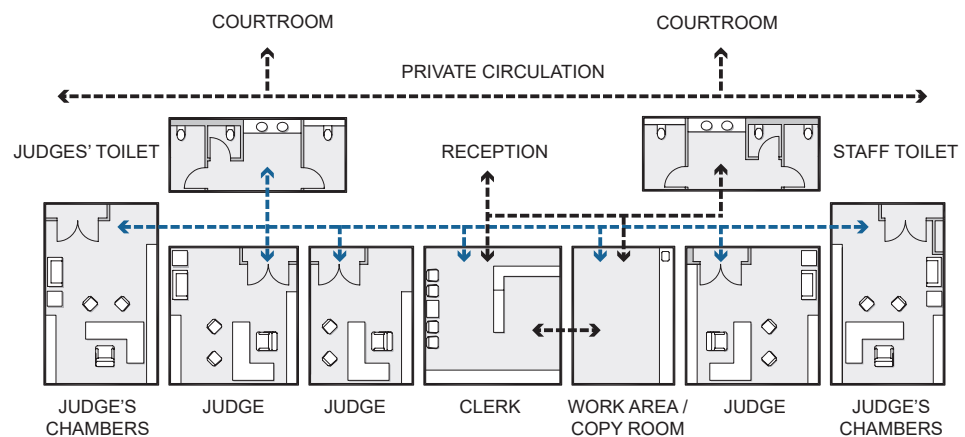 COURTROOM
COURTROOM
PRIVATE CIRCULATION
JUDGES' TOILET
RECEPTION
STAFF TOILET
JUDGE'S
CHAMBERS
JUDGE
JUDGE
CLERK
WORK AREA /
COPY ROOM
JUDGE
JUDGE'S
CHAMBERS